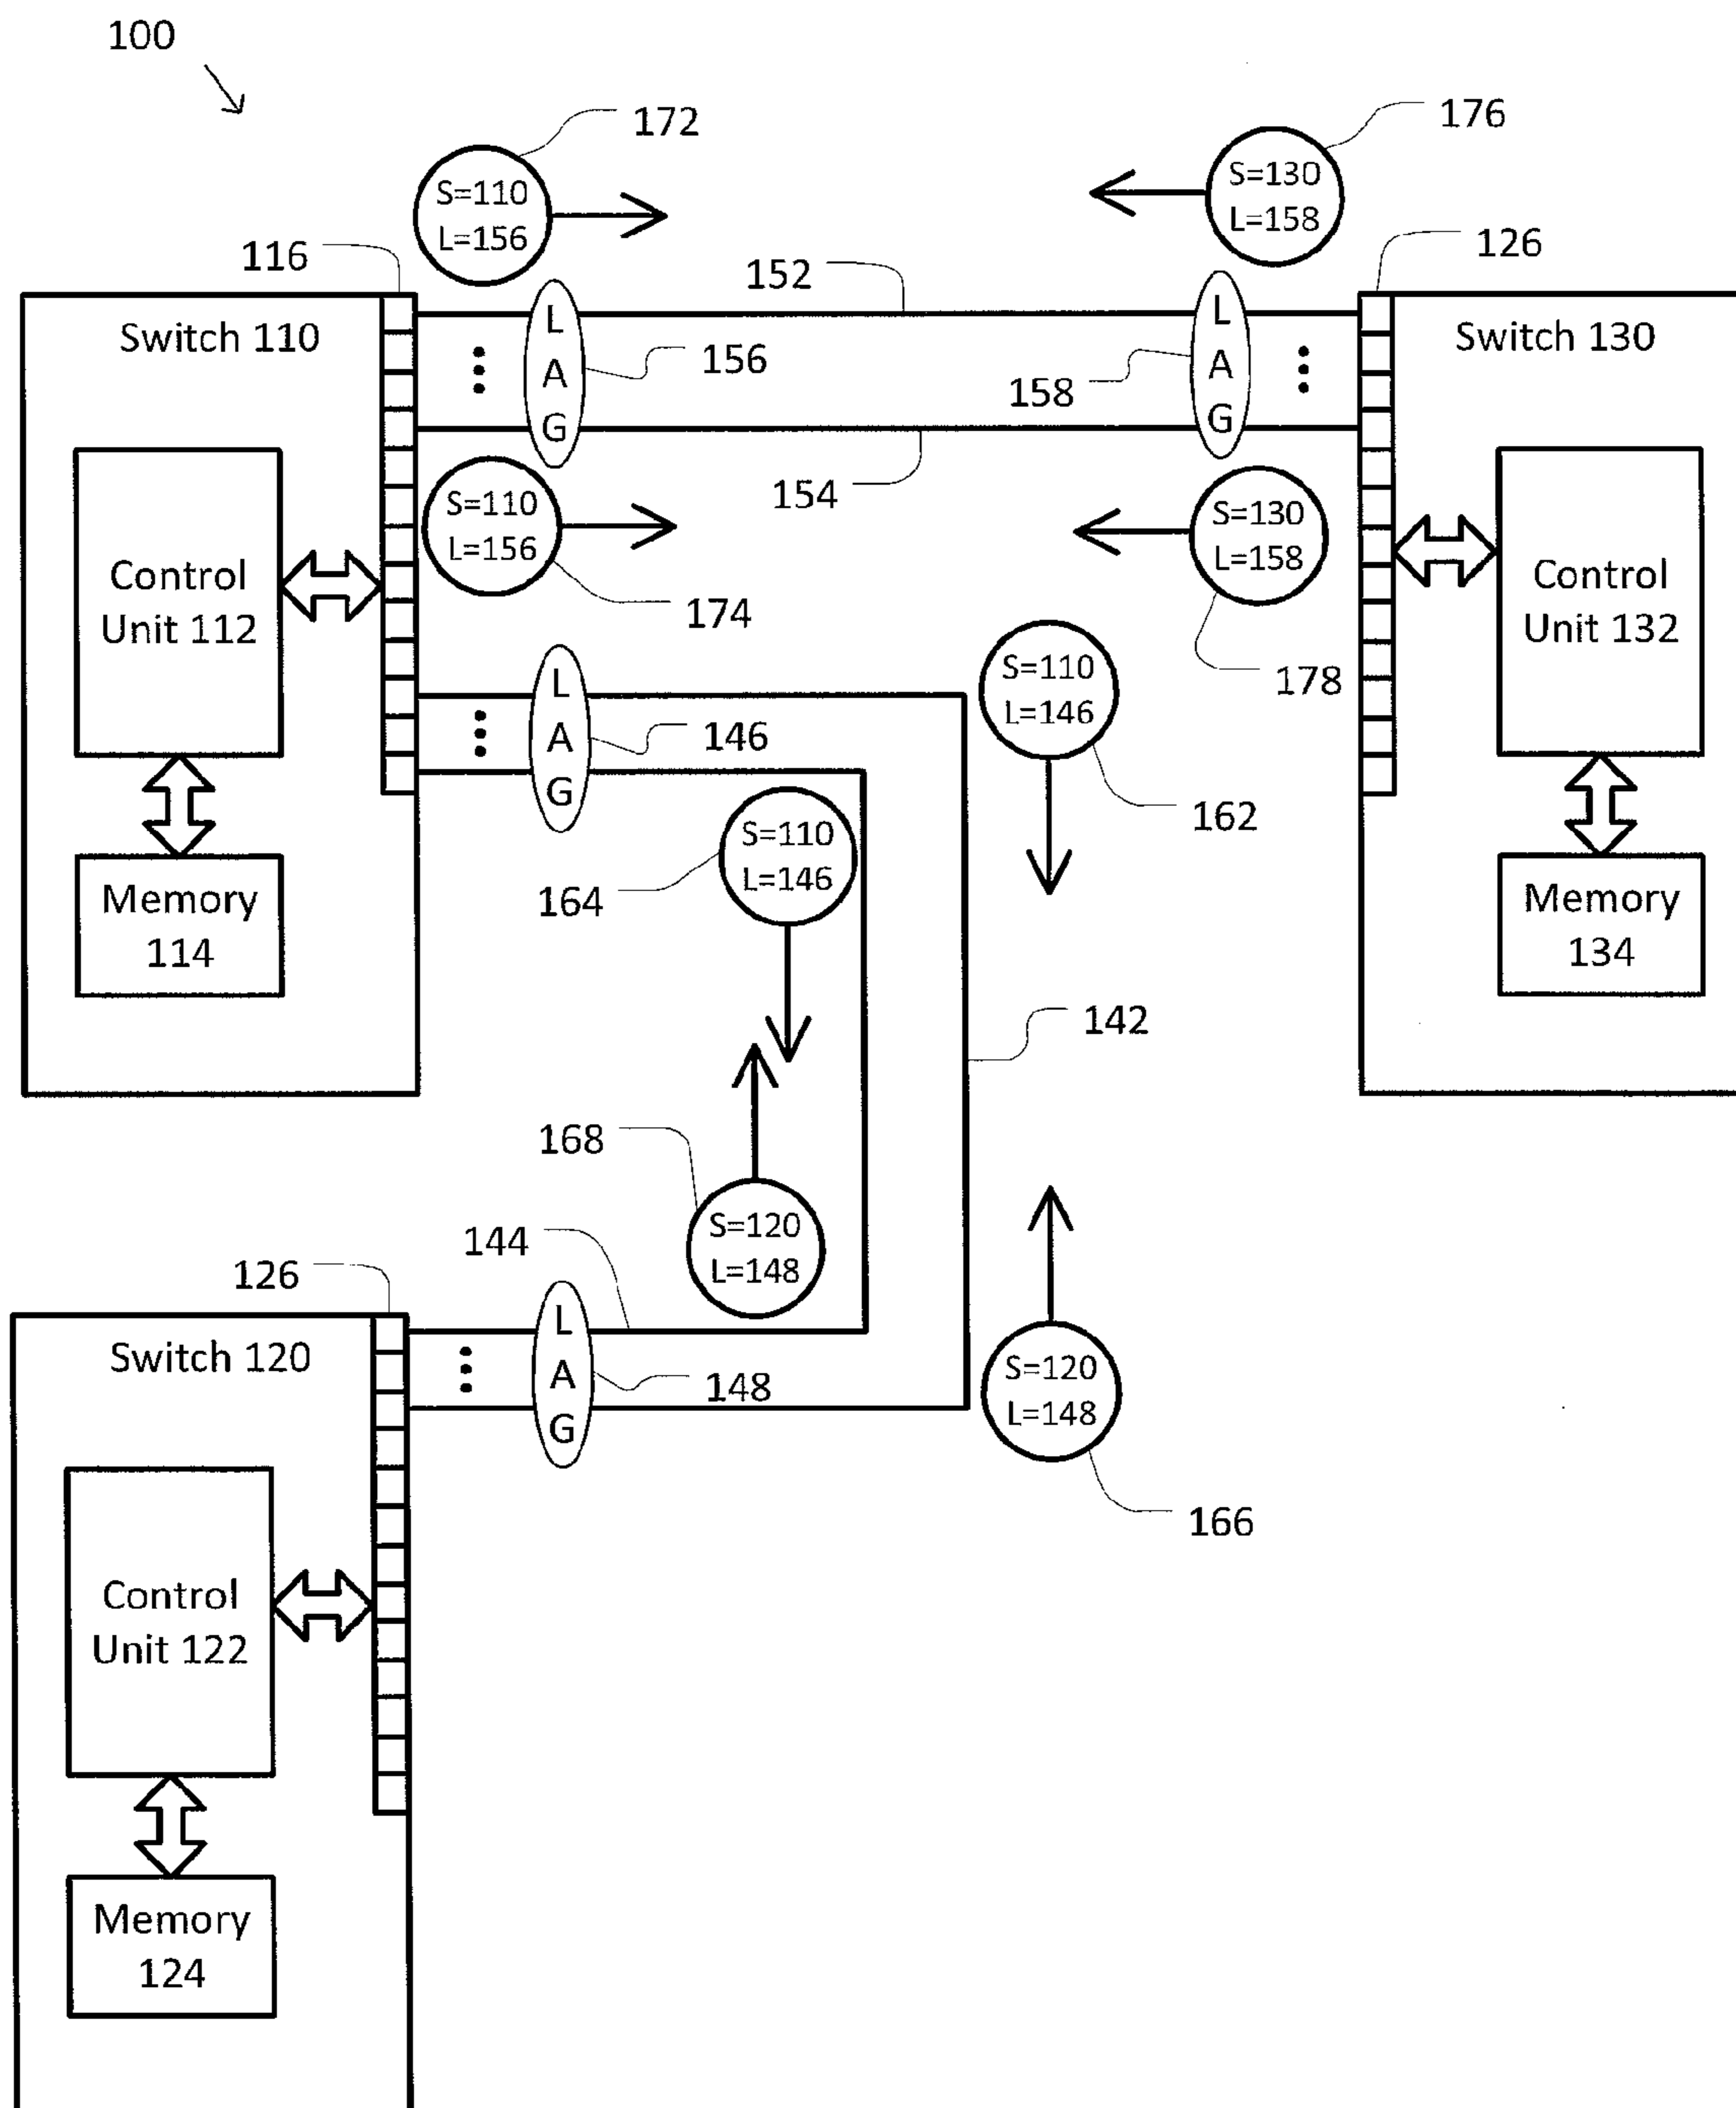 100
172
S=110
L=156
176
S=130
L=158
116
126
152
Switch 110
L
A
G
156
158
L
A
G
Switch 130
154
S=110
L=156
174
S=130
L=158
178
Control
Unit 112
Control
Unit 132
L
A
G
146
S=110
L=146
162
S=110
L=146
164
Memory
114
Memory
134
142
168
S=120
L=148
144
126
Switch 120
L
A
G
148
S=120
L=148
166
Control
Unit 122
Memory
124